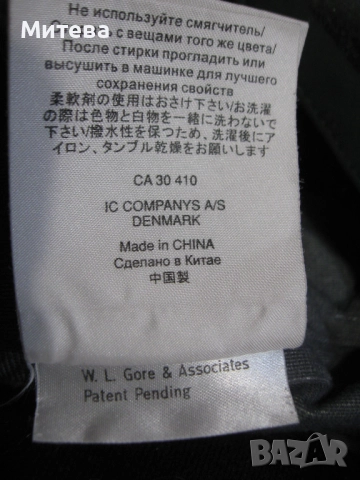 Митева
Не используйте смягчитель/
с вещами того же цвета/
После стирки прогладить или
высушить в машинке для лучшего
сохранения свойств
柔軟剤の使用はおさけ下さい/お洗濯
の際は色物と白物を一緒に洗わないで
下さい/撥水性を保つため、洗濯後にア
イロン、タンブル乾燥をお願いします
CA 30 410
IC COMPANYS A/S
DENMARK
Made in CHINA
Сделано в Китае
中国製
W. L. Gore & Associates
Patent Pending
BAZAR